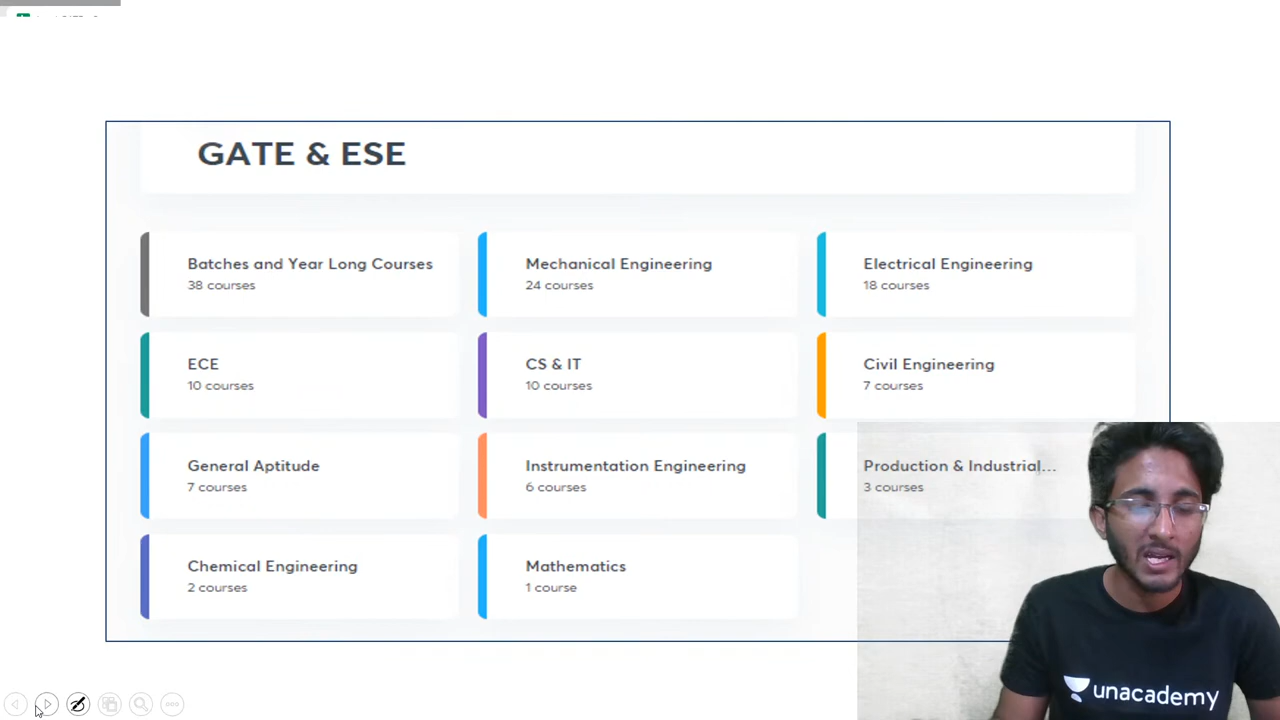 GATE & ESE
Batches and Year Long Courses
38 courses
Mechanical Engineering
24 courses
Electrical Engineering
18 courses
ECE
10 courses
CS & IT
10 courses
Civil Engineering
7 courses
General Aptitude
7 courses
Instrumentation Engineering
6 courses
Production & Industrial...
3 courses
Chemical Engineering
2 courses
Mathematics
1 course
unacademy